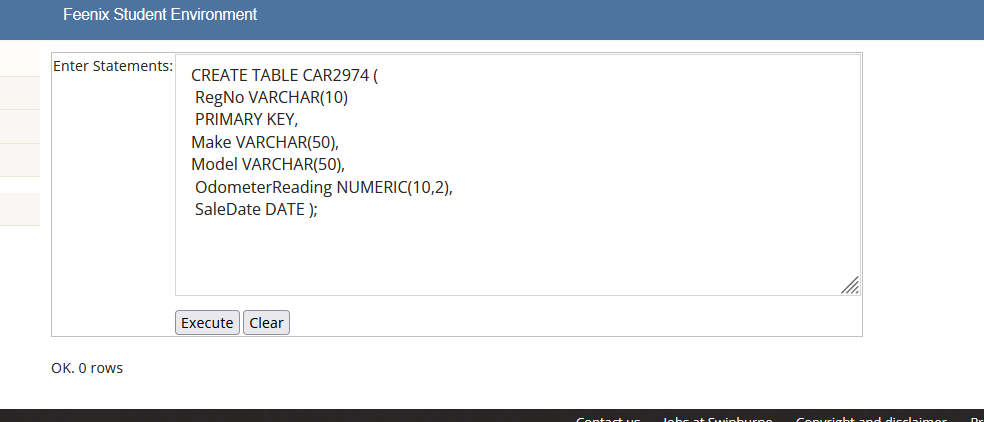 Feenix Student Environment
Enter Statements:
CREATE TABLE CAR2974 (
RegNo VARCHAR(10)
PRIMARY KEY,
Make VARCHAR(50),
Model VARCHAR(50),
OdometerReading NUMERIC(10,2),
SaleDate DATE );
Execute Clear
OK. 0 rows
Contact us Jobs at Swinburne Copyright and disclaimer